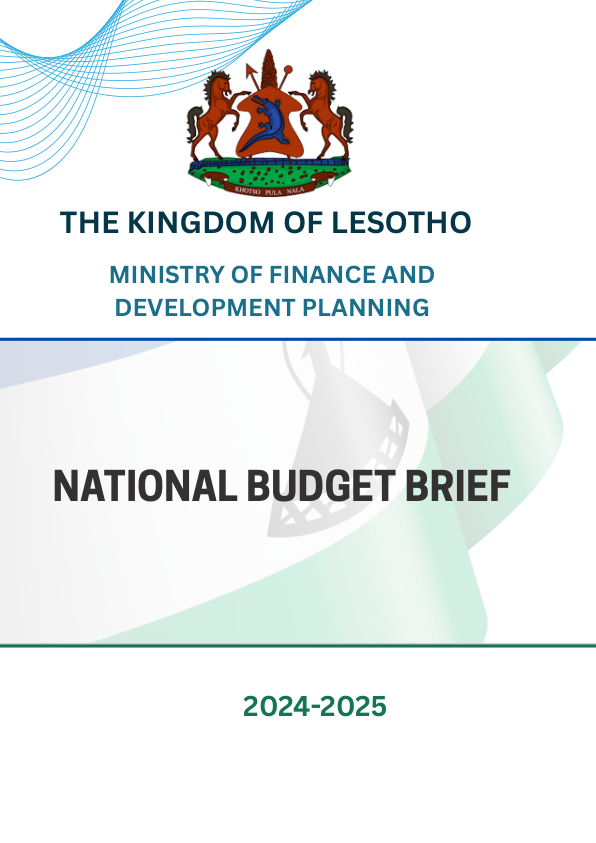 KHOTSO PULA NALA
THE KINGDOM OF LESOTHO
MINISTRY OF FINANCE AND
DEVELOPMENT PLANNING
NATIONAL BUDGET BRIEF
2024-2025